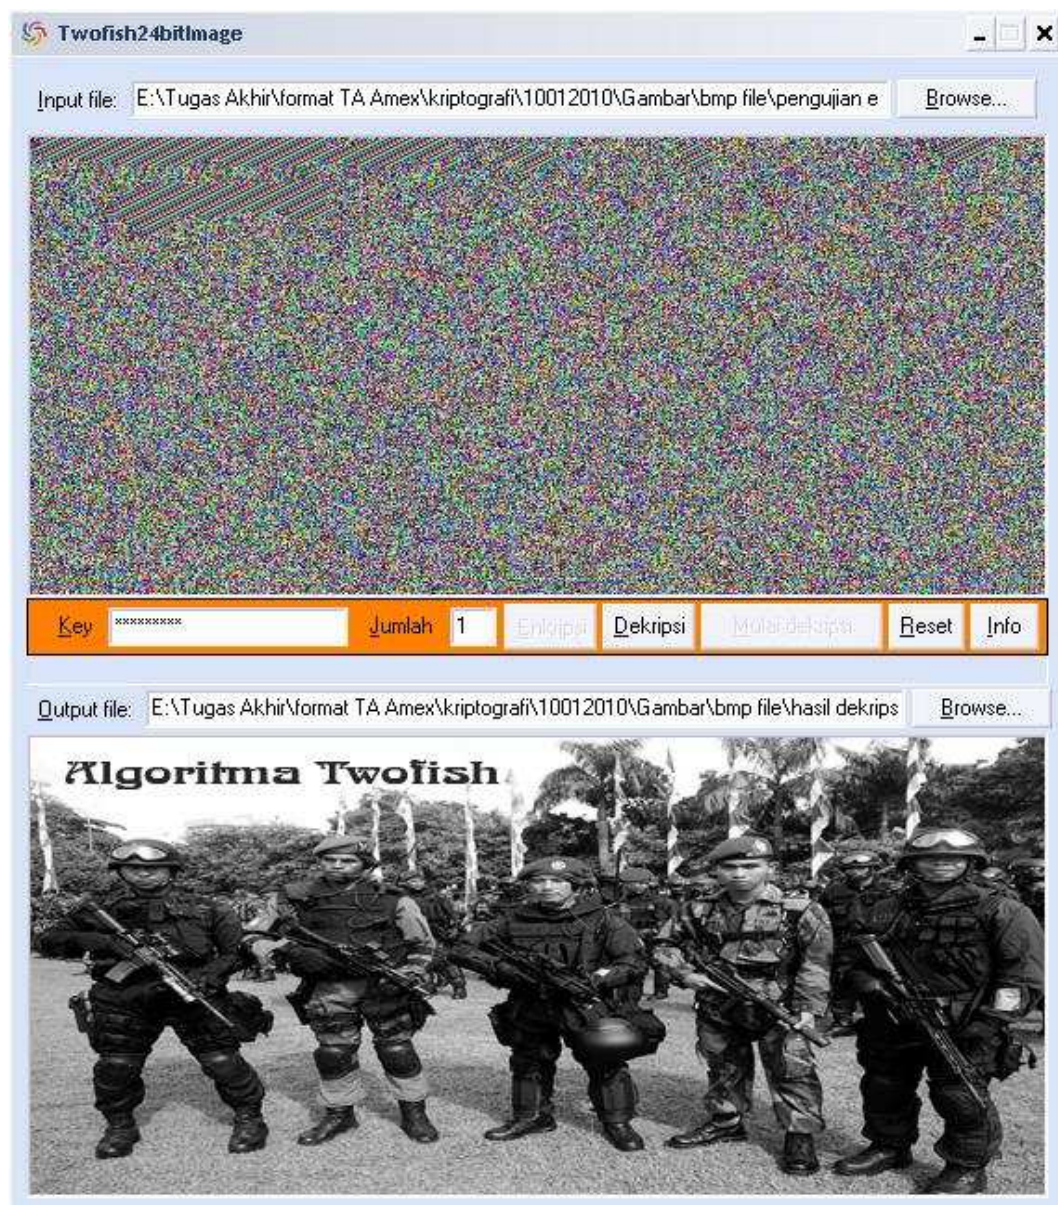 Twofish24bitImage
Input file: E:\Tugas Akhir\format TA Amex\kriptografi\10012010\Gambar\bmp file\pengujian e Browse...
Key ********* Jumlah 1 Enkripsi Dekripsi Mulai dekripsi Reset Info
Output file: E:\Tugas Akhir\format TA Amex\kriptografi\10012010\Gambar\bmp file\hasil dekrips Browse...
Algoritma Twofish